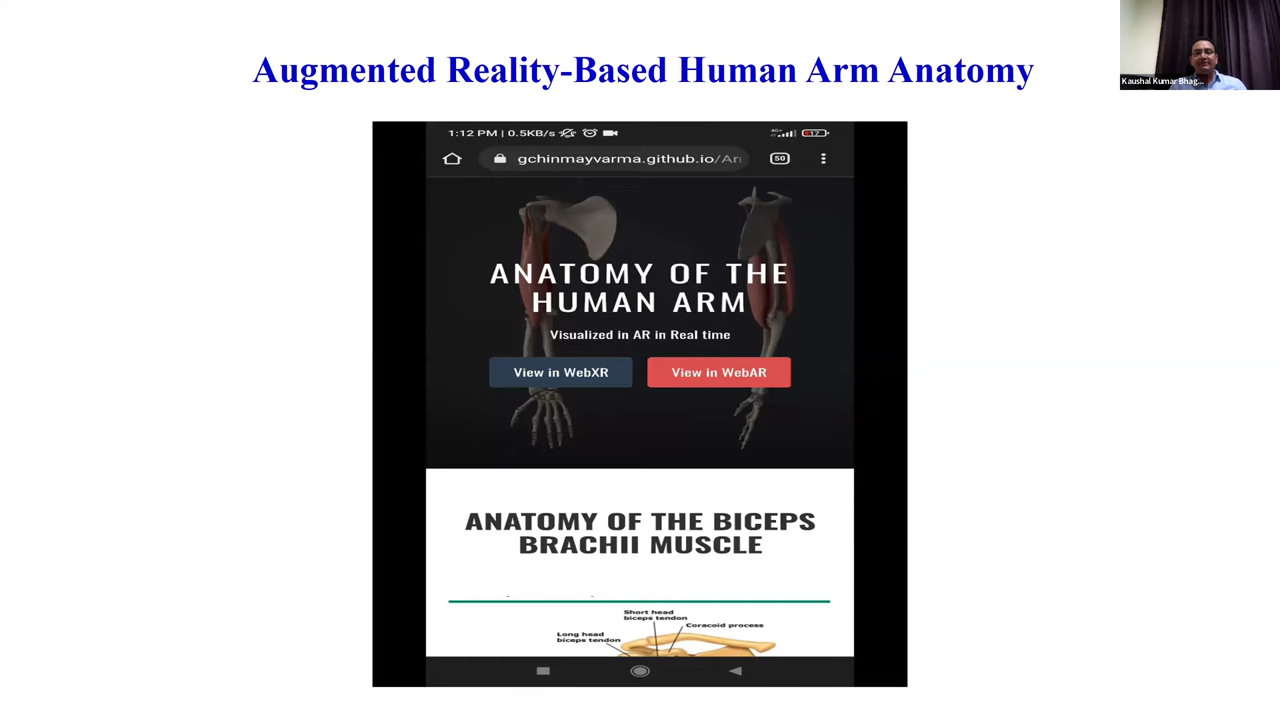 Augmented Reality-Based Human Arm Anatomy
Kaushal Kumar Bhag...
1:12 PM | 0.5KB/s
4G+
17
gchinmayvarma.github.io/Ar
50
ANATOMY OF THE
HUMAN ARM
Visualized in AR in Real time
View in WebXR
View in WebAR
ANATOMY OF THE BICEPS
BRACHII MUSCLE
Short head
biceps tendon
Coracoid process
Long head
biceps tendon